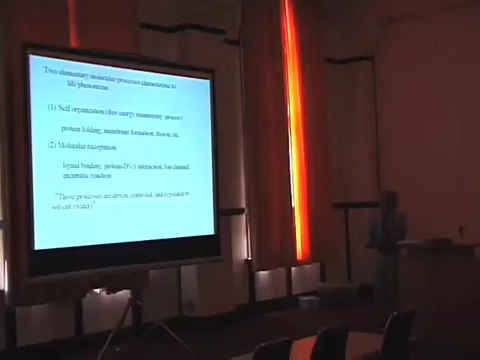 Two elementary molecular processes characteristic to
life phenomena
(1) Self organization (free energy minimizing process)
protein folding, membrane formation, fusion, etc.
(2) Molecular recognition
ligand binding, protein-DNA interaction, Ion channel
enzymatic reaction
"Those processes are driven, controlled, and regulated by
solvent (water)"